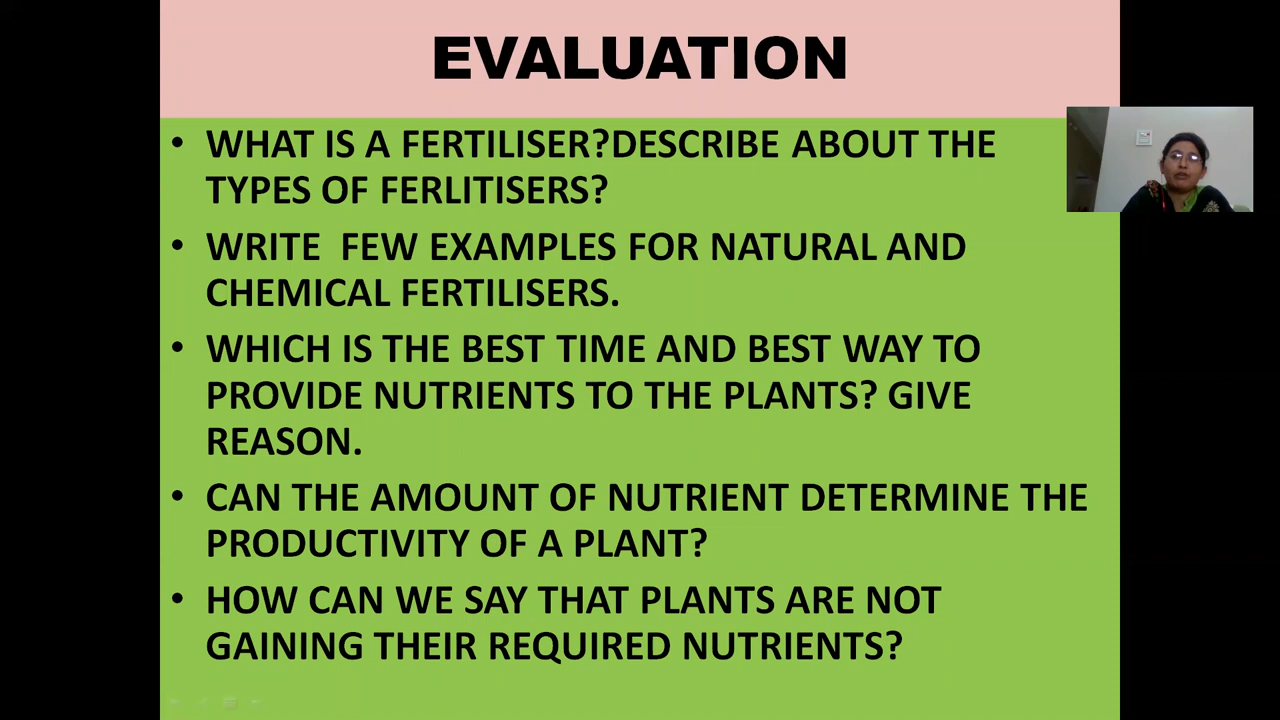 EVALUATION
• WHAT IS A FERTILISER?DESCRIBE ABOUT THE
TYPES OF FERLITISERS?
• WRITE FEW EXAMPLES FOR NATURAL AND
CHEMICAL FERTILISERS.
• WHICH IS THE BEST TIME AND BEST WAY TO
PROVIDE NUTRIENTS TO THE PLANTS? GIVE
REASON.
• CAN THE AMOUNT OF NUTRIENT DETERMINE THE
PRODUCTIVITY OF A PLANT?
• HOW CAN WE SAY THAT PLANTS ARE NOT
GAINING THEIR REQUIRED NUTRIENTS?